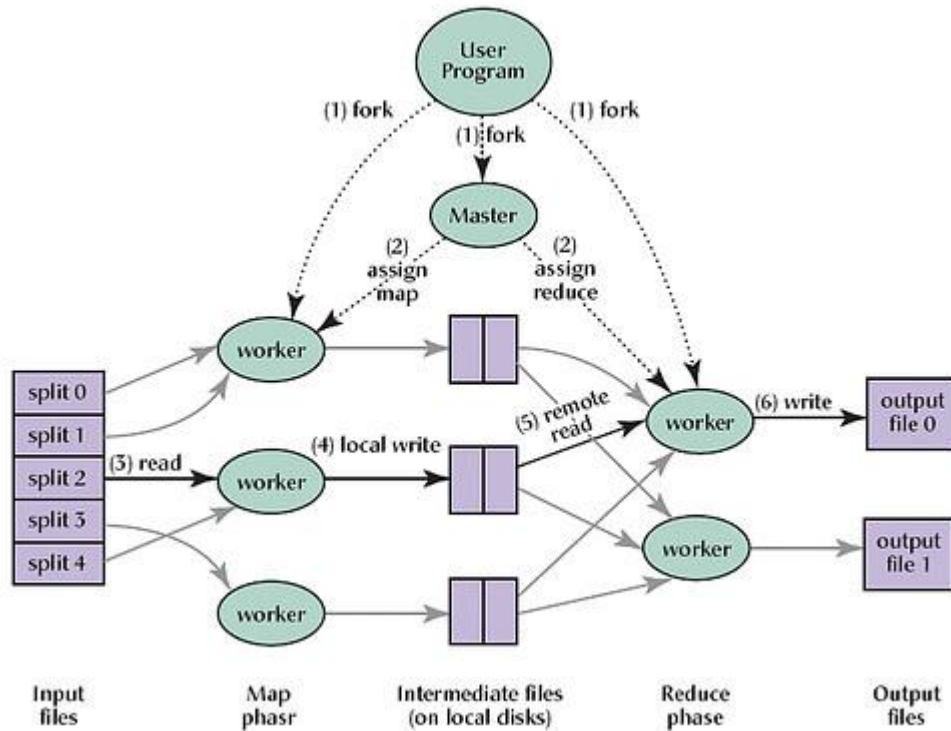 User
Program
(1) fork
(1) fork
(1) fork
Master
(2)
assign
map
(2)
assign
reduce
worker
split 0
split 1
split 2
split 3
split 4
(3) read
worker
(4) local write
(5) remote
read
worker
(6) write
output
file 0
worker
output
file 1
worker
Input
files
Map
phasr
Intermediate files
(on local disks)
Reduce
phase
Output
files